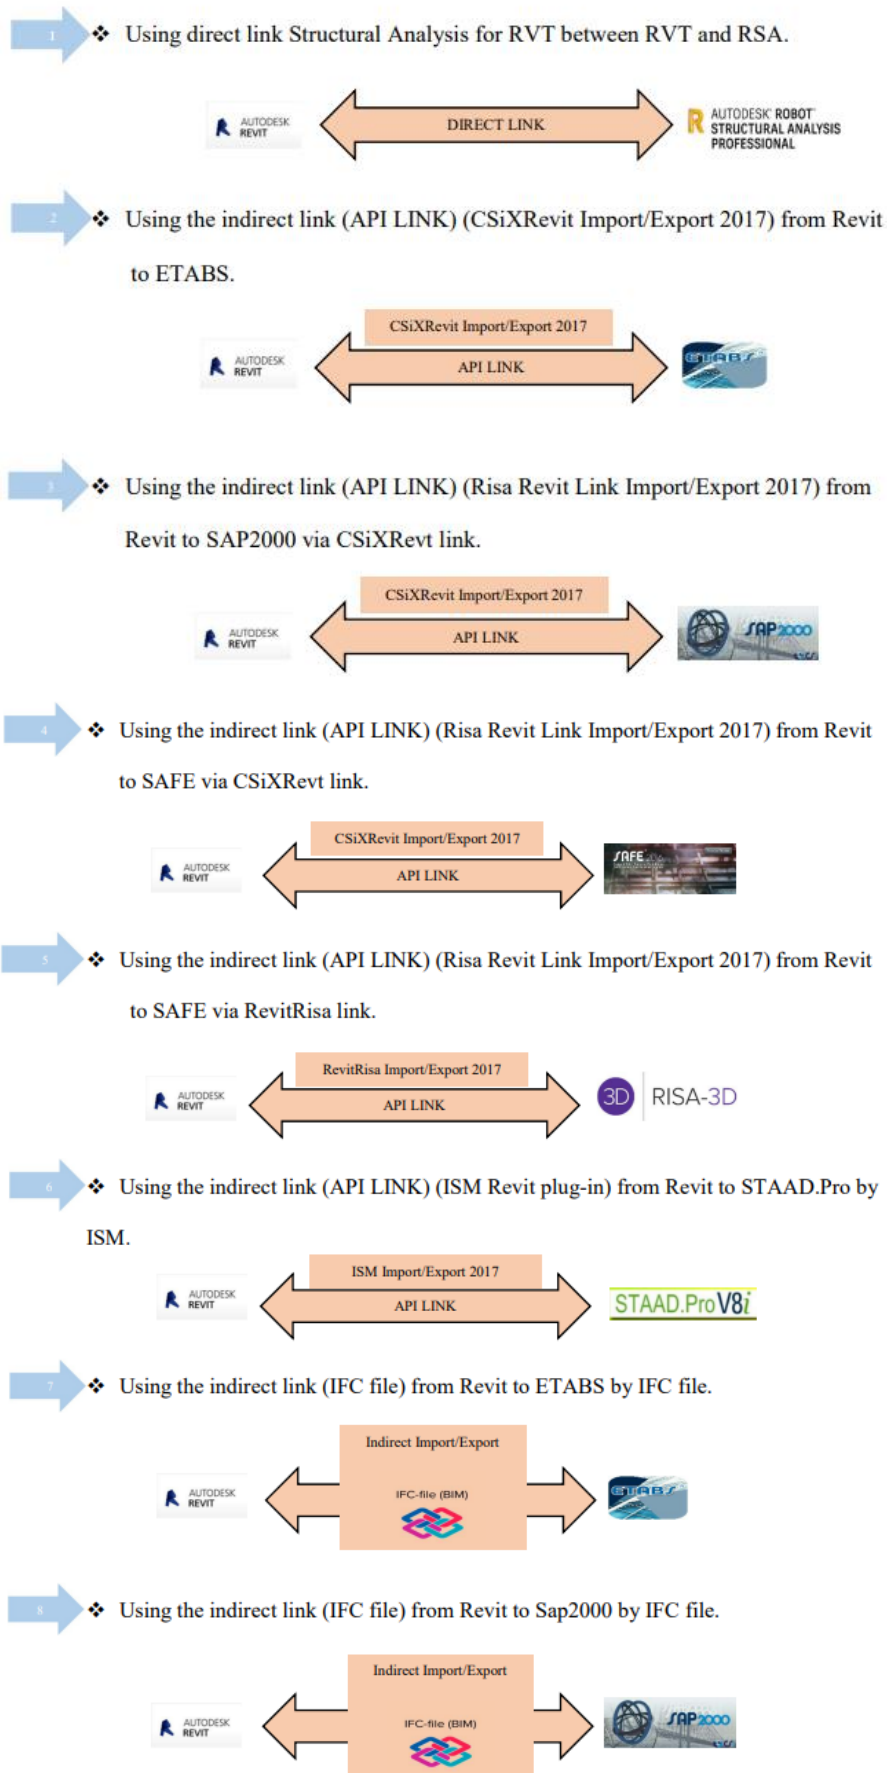 1 ❖ Using direct link Structural Analysis for RVT between RVT and RSA.
AUTODESK
REVIT
DIRECT LINK
AUTODESK ROBOT
STRUCTURAL ANALYSIS
PROFESSIONAL
2 ❖ Using the indirect link (API LINK) (CSiXRevit Import/Export 2017) from Revit
to ETABS.
CSiXRevit Import/Export 2017
AUTODESK
REVIT
API LINK
ETABS
3 ❖ Using the indirect link (API LINK) (Risa Revit Link Import/Export 2017) from
Revit to SAP2000 via CSiXRevt link.
CSiXRevit Import/Export 2017
AUTODESK
REVIT
API LINK
SAP2000
4 ❖ Using the indirect link (API LINK) (Risa Revit Link Import/Export 2017) from Revit
to SAFE via CSiXRevt link.
CSiXRevit Import/Export 2017
AUTODESK
REVIT
API LINK
SAFE
5 ❖ Using the indirect link (API LINK) (Risa Revit Link Import/Export 2017) from Revit
to SAFE via RevitRisa link.
RevitRisa Import/Export 2017
AUTODESK
REVIT
API LINK
3D RISA-3D
6 ❖ Using the indirect link (API LINK) (ISM Revit plug-in) from Revit to STAAD.Pro by
ISM.
ISM Import/Export 2017
AUTODESK
REVIT
API LINK
STAAD.Pro V8i
7 ❖ Using the indirect link (IFC file) from Revit to ETABS by IFC file.
Indirect Import/Export
AUTODESK
REVIT
IFC-file (BIM)
ETABS
8 ❖ Using the indirect link (IFC file) from Revit to Sap2000 by IFC file.
Indirect Import/Export
AUTODESK
REVIT
IFC-file (BIM)
SAP2000